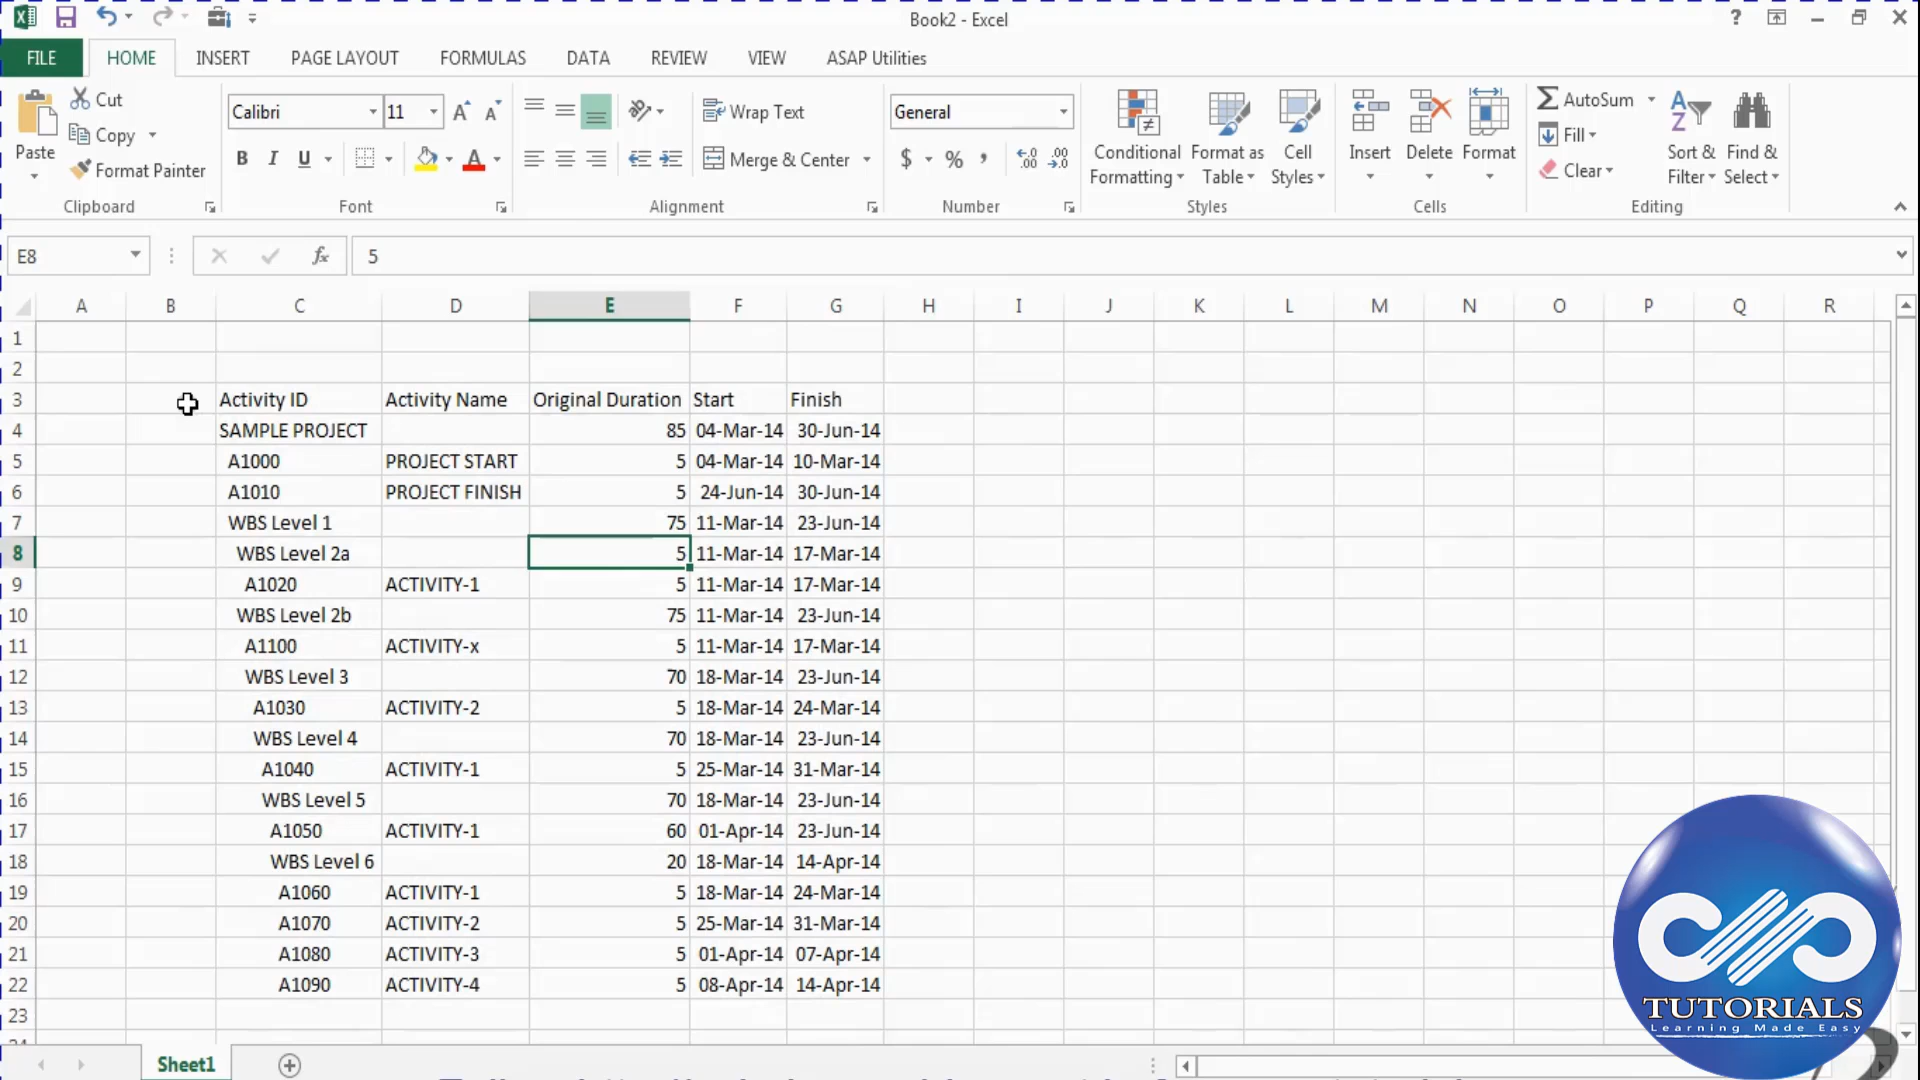 Book2 - Excel
FILE HOME INSERT PAGE LAYOUT FORMULAS DATA REVIEW VIEW ASAP Utilities
Paste
Cut
Copy
Format Painter
Clipboard
Calibri 11
B I U
Font
Wrap Text
Merge & Center
Alignment
General
$ % ,
Number
Conditional Formatting
Format as Table
Cell Styles
Styles
Insert Delete Format
Cells
AutoSum
Fill
Clear
Sort & Filter
Find & Select
Editing
E8 fx 5
A B C D E F G H I J K L M N O P Q R
1
2
3 Activity ID Activity Name Original Duration Start Finish
4 SAMPLE PROJECT 85 04-Mar-14 30-Jun-14
5 A1000 PROJECT START 5 04-Mar-14 10-Mar-14
6 A1010 PROJECT FINISH 5 24-Jun-14 30-Jun-14
7 WBS Level 1 75 11-Mar-14 23-Jun-14
8 WBS Level 2a 5 11-Mar-14 17-Mar-14
9 A1020 ACTIVITY-1 5 11-Mar-14 17-Mar-14
10 WBS Level 2b 75 11-Mar-14 23-Jun-14
11 A1100 ACTIVITY-x 5 11-Mar-14 17-Mar-14
12 WBS Level 3 70 18-Mar-14 23-Jun-14
13 A1030 ACTIVITY-2 5 18-Mar-14 24-Mar-14
14 WBS Level 4 70 18-Mar-14 23-Jun-14
15 A1040 ACTIVITY-1 5 25-Mar-14 31-Mar-14
16 WBS Level 5 70 18-Mar-14 23-Jun-14
17 A1050 ACTIVITY-1 60 01-Apr-14 23-Jun-14
18 WBS Level 6 20 18-Mar-14 14-Apr-14
19 A1060 ACTIVITY-1 5 18-Mar-14 24-Mar-14
20 A1070 ACTIVITY-2 5 25-Mar-14 31-Mar-14
21 A1080 ACTIVITY-3 5 01-Apr-14 07-Apr-14
22 A1090 ACTIVITY-4 5 08-Apr-14 14-Apr-14
23
Sheet1
TUTORIALS
Learning Made Easy